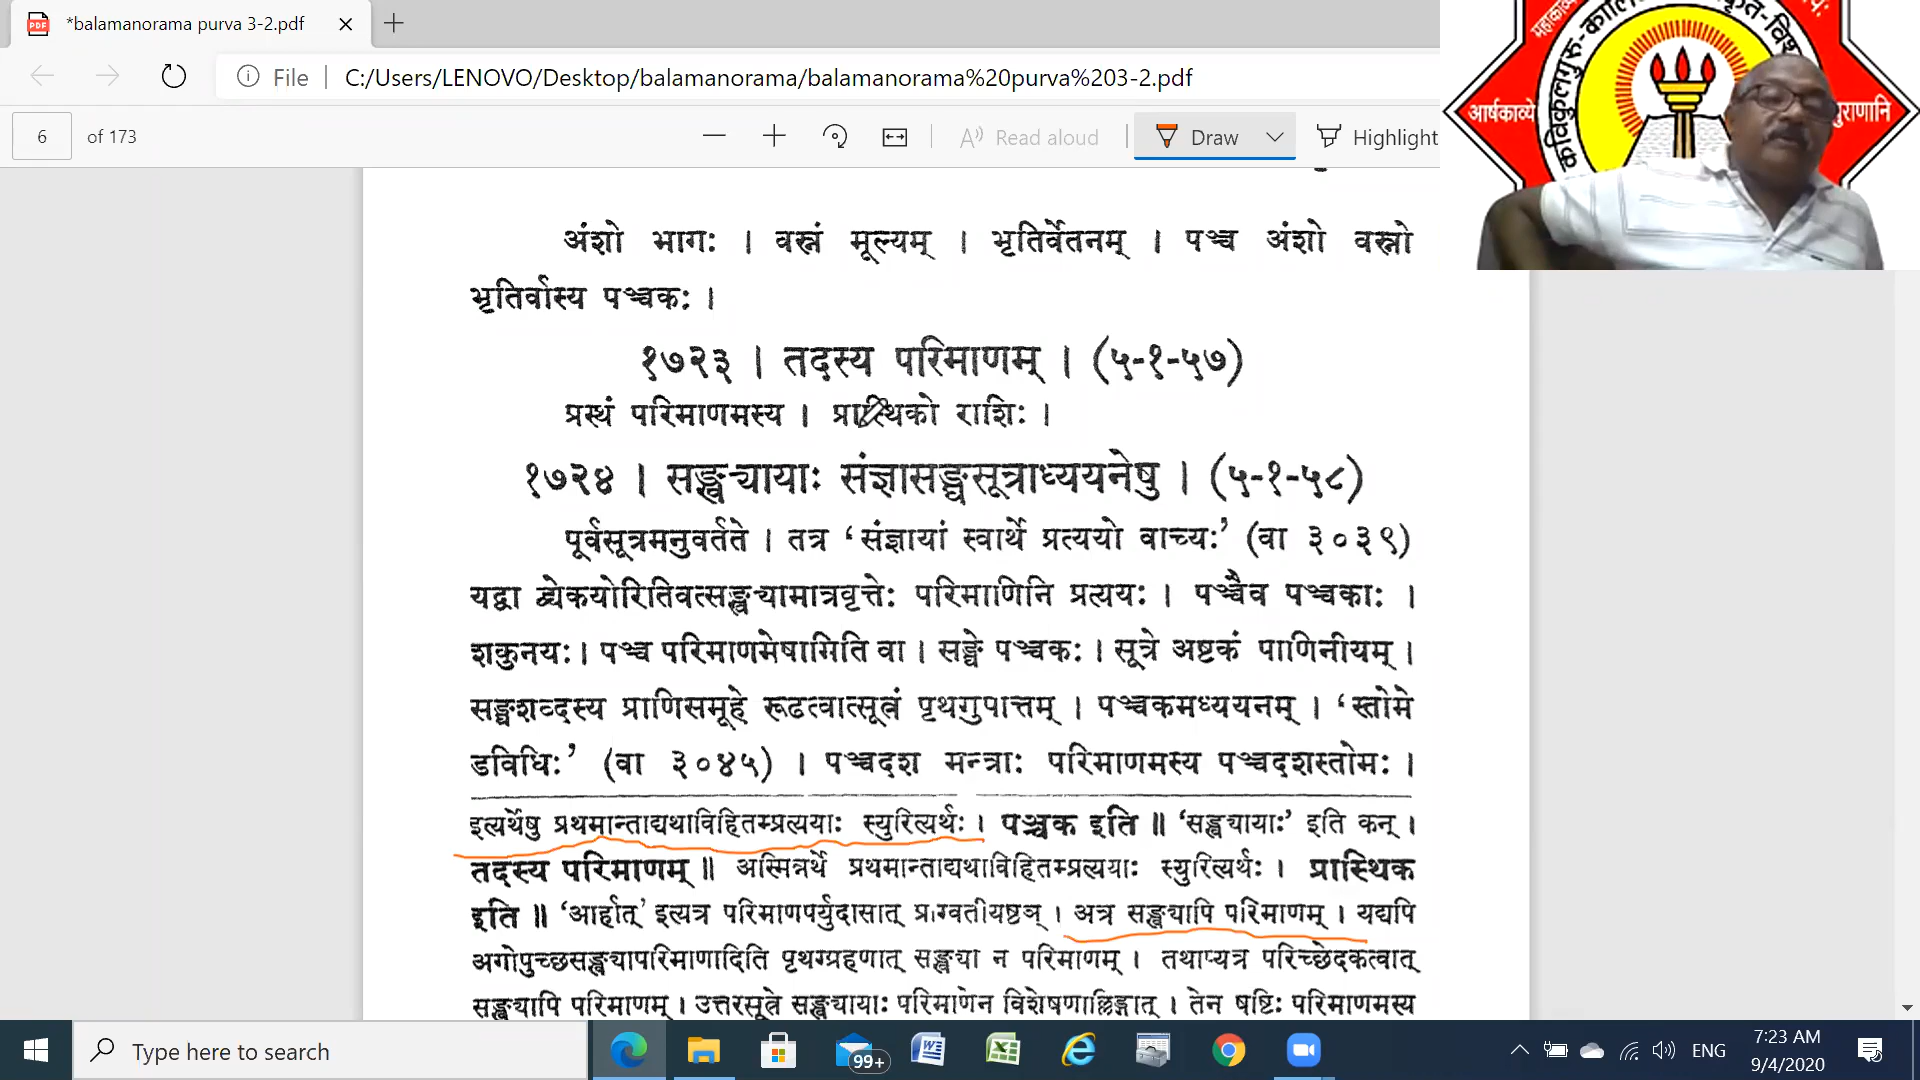 *balamanorama purva 3-2.pdf
File | C:/Users/LENOVO/Desktop/balamanorama/balamanorama%20purva%203-2.pdf
6 of 173 Read aloud Draw Highlight
आर्षकाव्ये
कविकुलगुरु-कालि
अंशो भागः । वस्नं मूल्यम् । भृतिर्वेतनम् । पञ्च अंशो वस्नो
भृतिर्वास्य पञ्चकः ।
१७२३ । तदस्य परिमाणम् । (५-१-५७)
प्रस्थं परिमाणमस्य । प्रास्थिको राशिः ।
१७२४ । सङ्ख्यायाः संज्ञासङ्घसूत्राध्ययनेषु । (५-१-५८)
पूर्वसूत्रमनुवर्तते । तत्र ‘संज्ञायां स्वार्थे प्रत्ययो वाच्यः’ (वा ३०३९)
यद्वा द्व्येकयोरितिवत्सङ्ख्यामात्रवृत्तेः परिमाणिनि प्रत्ययः । पञ्चैव पञ्चकाः ।
शकुनयः । पञ्च परिमाणमेषामिति वा । सङ्घे पञ्चकः । सूत्रे अष्टकं पाणिनीयम् ।
सङ्घशब्दस्य प्राणिसमूहे रूढत्वात्सूत्रं पृथगुपात्तम् । पञ्चकमध्ययनम् । ‘स्तोमे
डविधिः’ (वा ३०४५) । पञ्चदश मन्त्राः परिमाणमस्य पञ्चदशस्तोमः ।
इत्यर्थेषु प्रथमान्ताद्यथाविहितम्प्रत्ययाः स्युरित्यर्थः । पञ्चक इति ॥ ‘सङ्ख्यायाः’ इति कन् ।
तदस्य परिमाणम् ॥ अस्मिन्नर्थे प्रथमान्ताद्यथाविहितम्प्रत्ययाः स्युरित्यर्थः । प्रास्थिक
इति ॥ ‘आर्हात्’ इत्यत्र परिमाणपर्युदासात् प्राग्वतीयष्ठञ् । अत्र सङ्ख्यापि परिमाणम् । यद्यपि
अगोपुच्छसङ्ख्यापरिमाणादिति पृथग्ग्रहणात् सङ्ख्या न परिमाणम् । तथाप्यत्र परिच्छेदकत्वात्
सङ्ख्यापि परिमाणम् । उत्तरसूत्रे सङ्ख्यायाः परिमाणेन विशेषणाल्लिङ्गात् । तेन षष्टिः परिमाणमस्य
Type here to search
99+
ENG
7:23 AM
9/4/2020